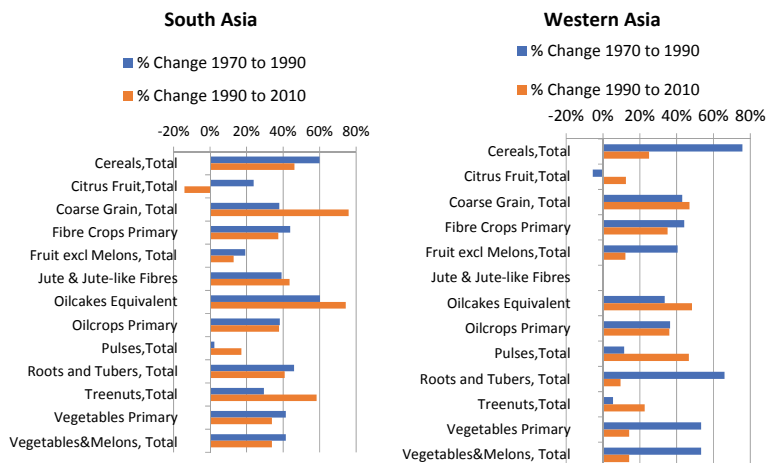 South Asia
% Change 1970 to 1990
% Change 1990 to 2010
-20% 0% 20% 40% 60% 80%
Cereals,Total
Citrus Fruit,Total
Coarse Grain, Total
Fibre Crops Primary
Fruit excl Melons, Total
Jute & Jute-like Fibres
Oilcakes Equivalent
Oilcrops Primary
Pulses,Total
Roots and Tubers, Total
Treenuts,Total
Vegetables Primary
Vegetables&Melons, Total
Western Asia
% Change 1970 to 1990
% Change 1990 to 2010
-20% 0% 20% 40% 60% 80%
Cereals,Total
Citrus Fruit,Total
Coarse Grain, Total
Fibre Crops Primary
Fruit excl Melons,Total
Jute & Jute-like Fibres
Oilcakes Equivalent
Oilcrops Primary
Pulses,Total
Roots and Tubers, Total
Treenuts,Total
Vegetables Primary
Vegetables&Melons, Total